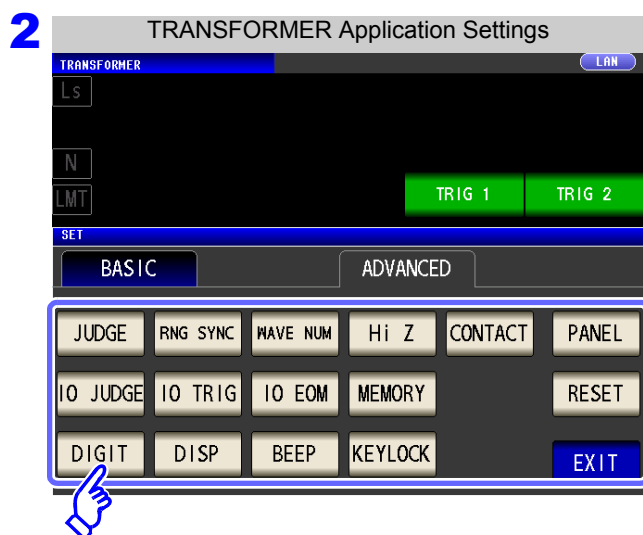 2
TRANSFORMER Application Settings
TRANSFORMER LAN
Ls
N
LMT TRIG 1 TRIG 2
SET
BASIC ADVANCED
JUDGE RNG SYNC WAVE NUM Hi Z CONTACT PANEL
IO JUDGE IO TRIG IO EOM MEMORY RESET
DIGIT DISP BEEP KEYLOCK EXIT